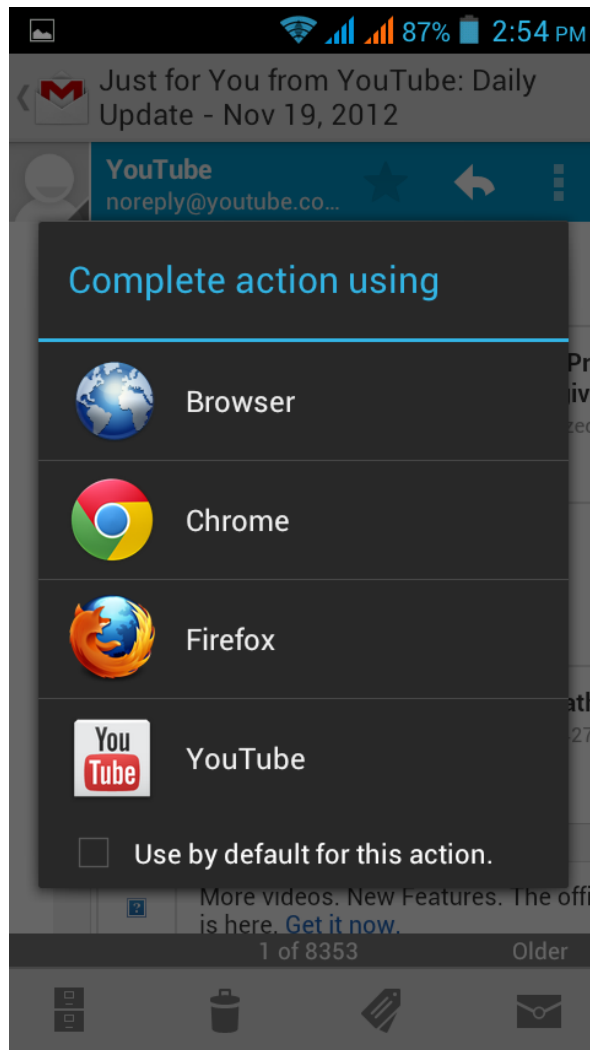 87% 2:54 PM
Just for You from YouTube: Daily
Update - Nov 19, 2012
YouTube
noreply@youtube.co...
Complete action using
Browser
Chrome
Firefox
You
Tube
YouTube
Use by default for this action.
More videos. New Features. The offi
is here. Get it now.
1 of 8353 Older